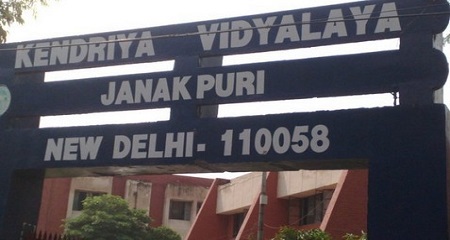 KENDRIYA VIDYALAYA
JANAK PURI
NEW DELHI- 110058